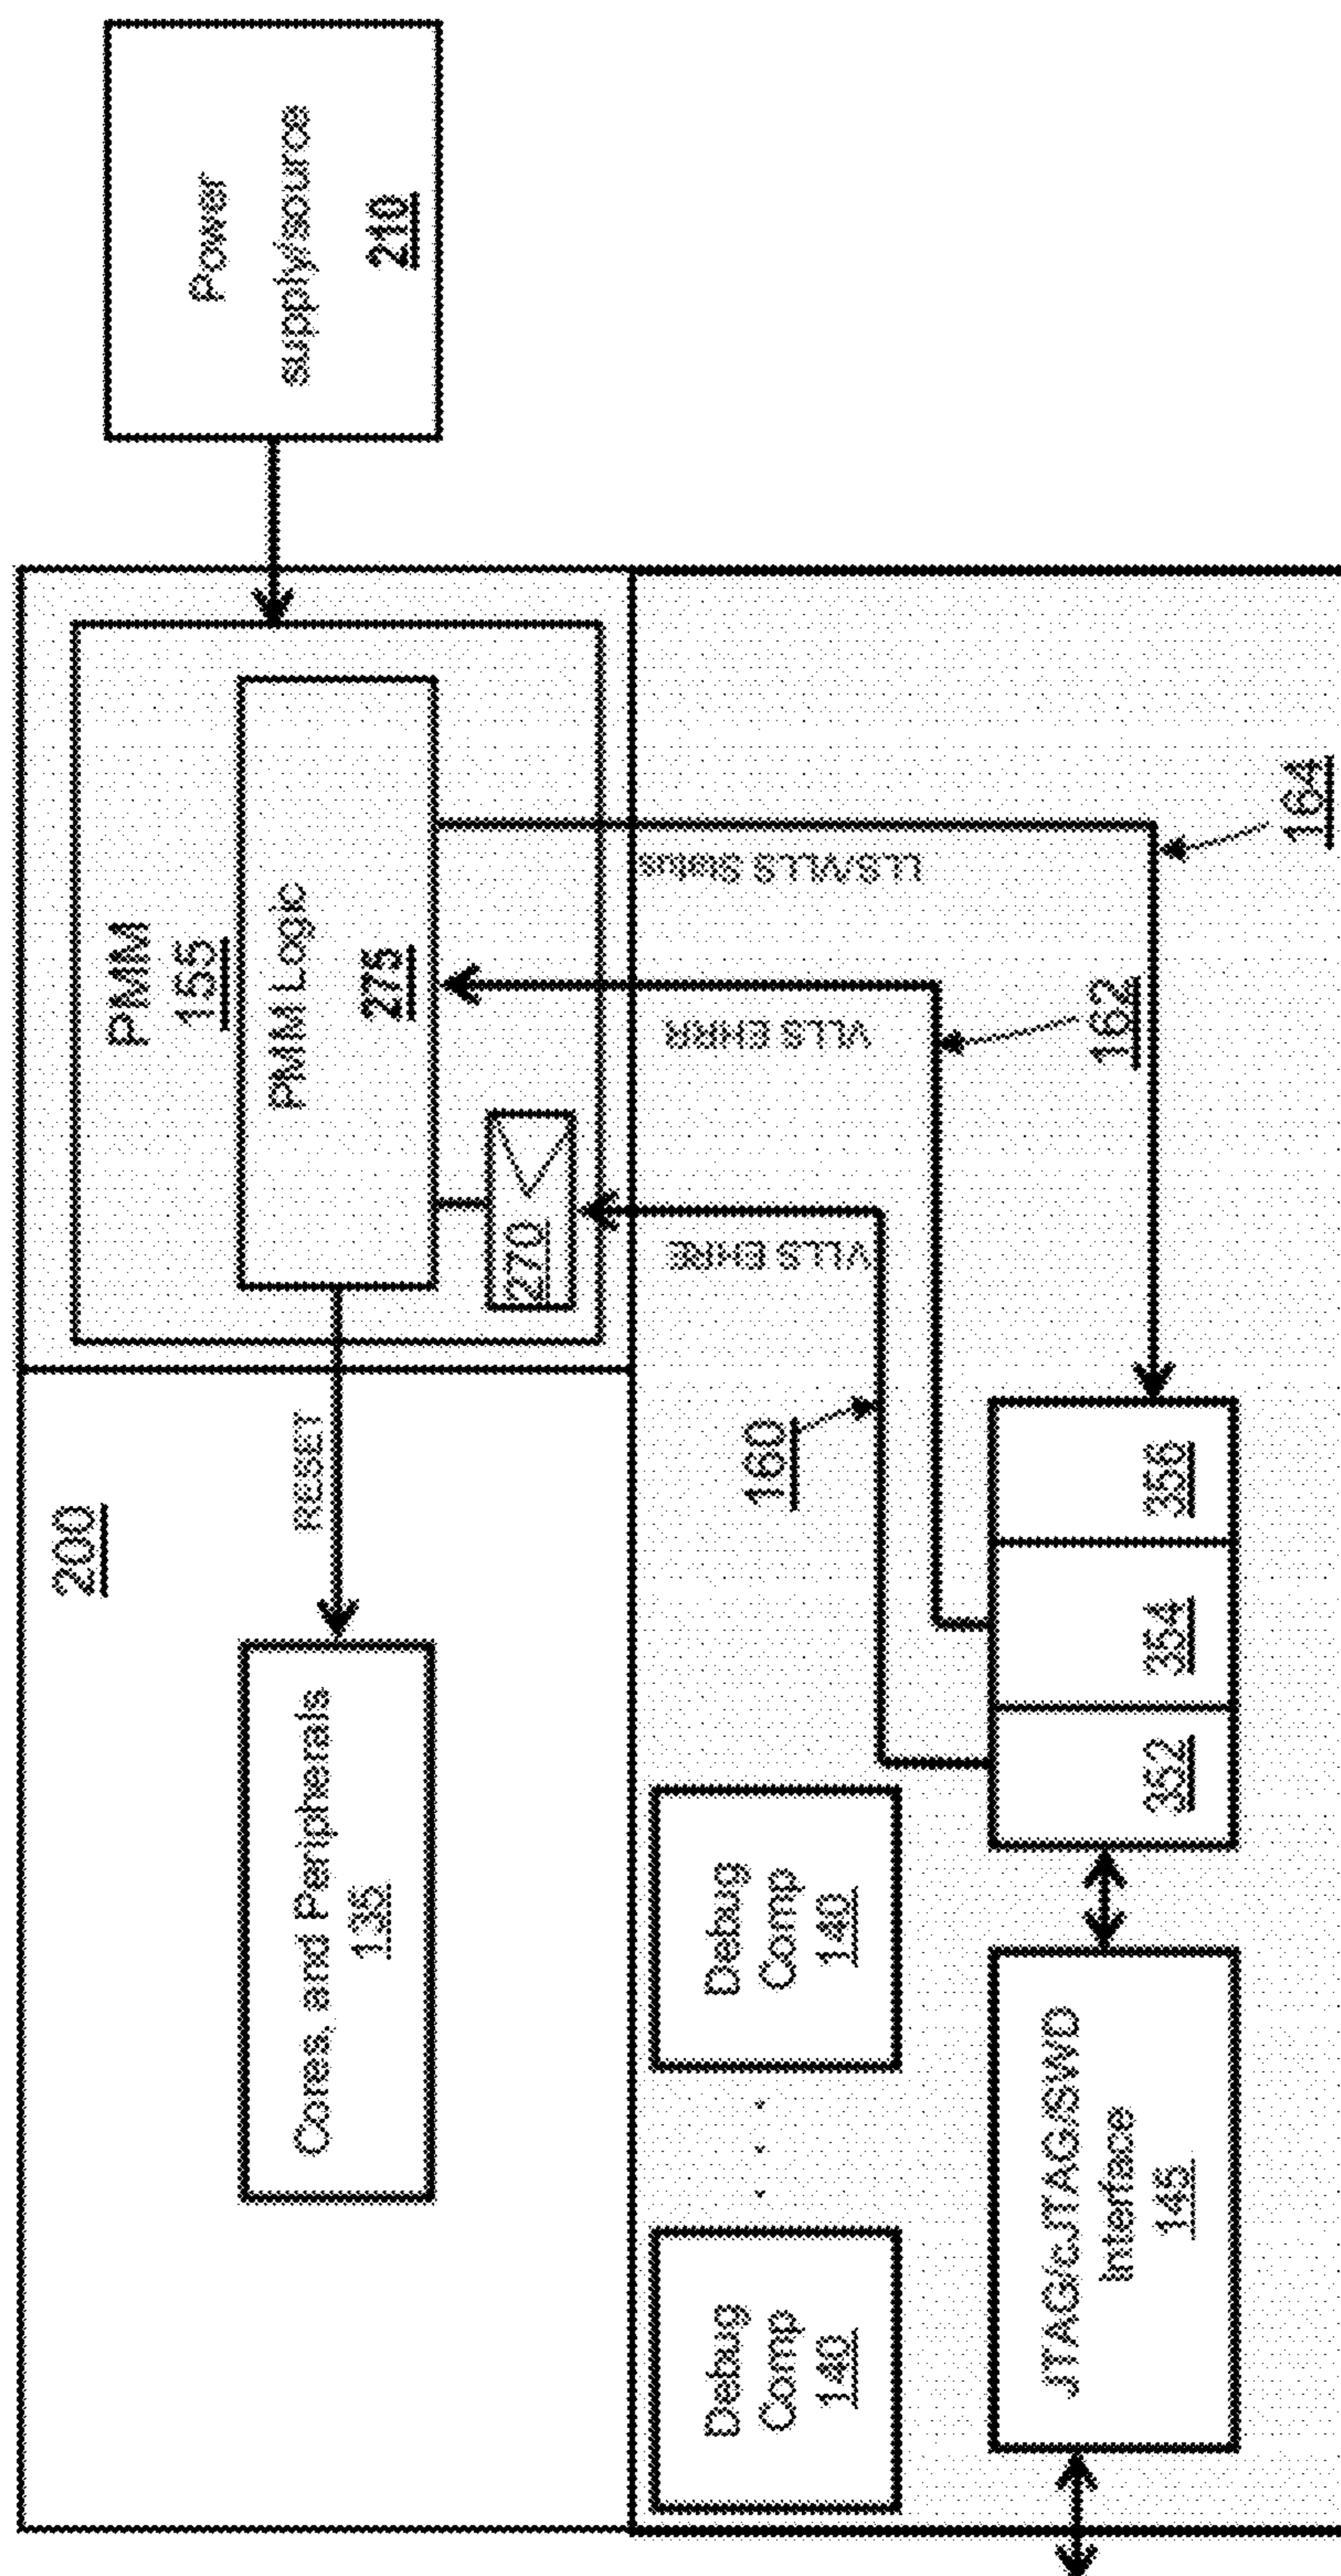 200
Cores, and Peripherals
135
RESET
PMM
155
PMM Logic
275
270
Power
supply/source
210
Debug
Comp
140
. . .
Debug
Comp
140
VLLS EHRE
VLLS EHRR
LLS/VLLS Status
160
162
164
JTAG/cJTAG/SWD
Interface
145
352
354
356